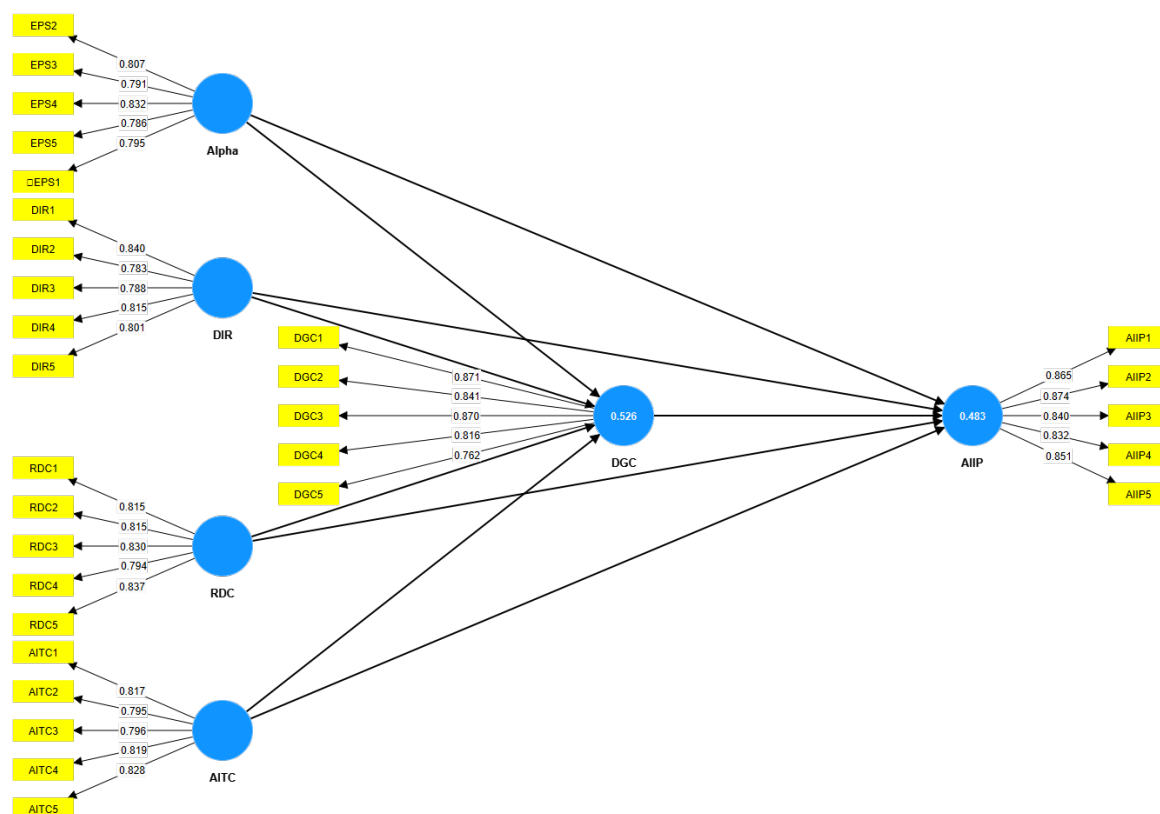 EPS2
EPS3
EPS4
EPS5
□EPS1
0.807
0.791
0.832
0.786
0.795
Alpha
DIR1
DIR2
DIR3
DIR4
DIR5
0.840
0.783
0.788
0.815
0.801
DIR
DGC1
DGC2
DGC3
DGC4
DGC5
0.871
0.841
0.870
0.816
0.762
0.526
DGC
0.483
AIIP
0.865
0.874
0.840
0.832
0.851
AIIP1
AIIP2
AIIP3
AIIP4
AIIP5
RDC1
RDC2
RDC3
RDC4
RDC5
0.815
0.815
0.830
0.794
0.837
RDC
AITC1
AITC2
AITC3
AITC4
AITC5
0.817
0.795
0.796
0.819
0.828
AITC